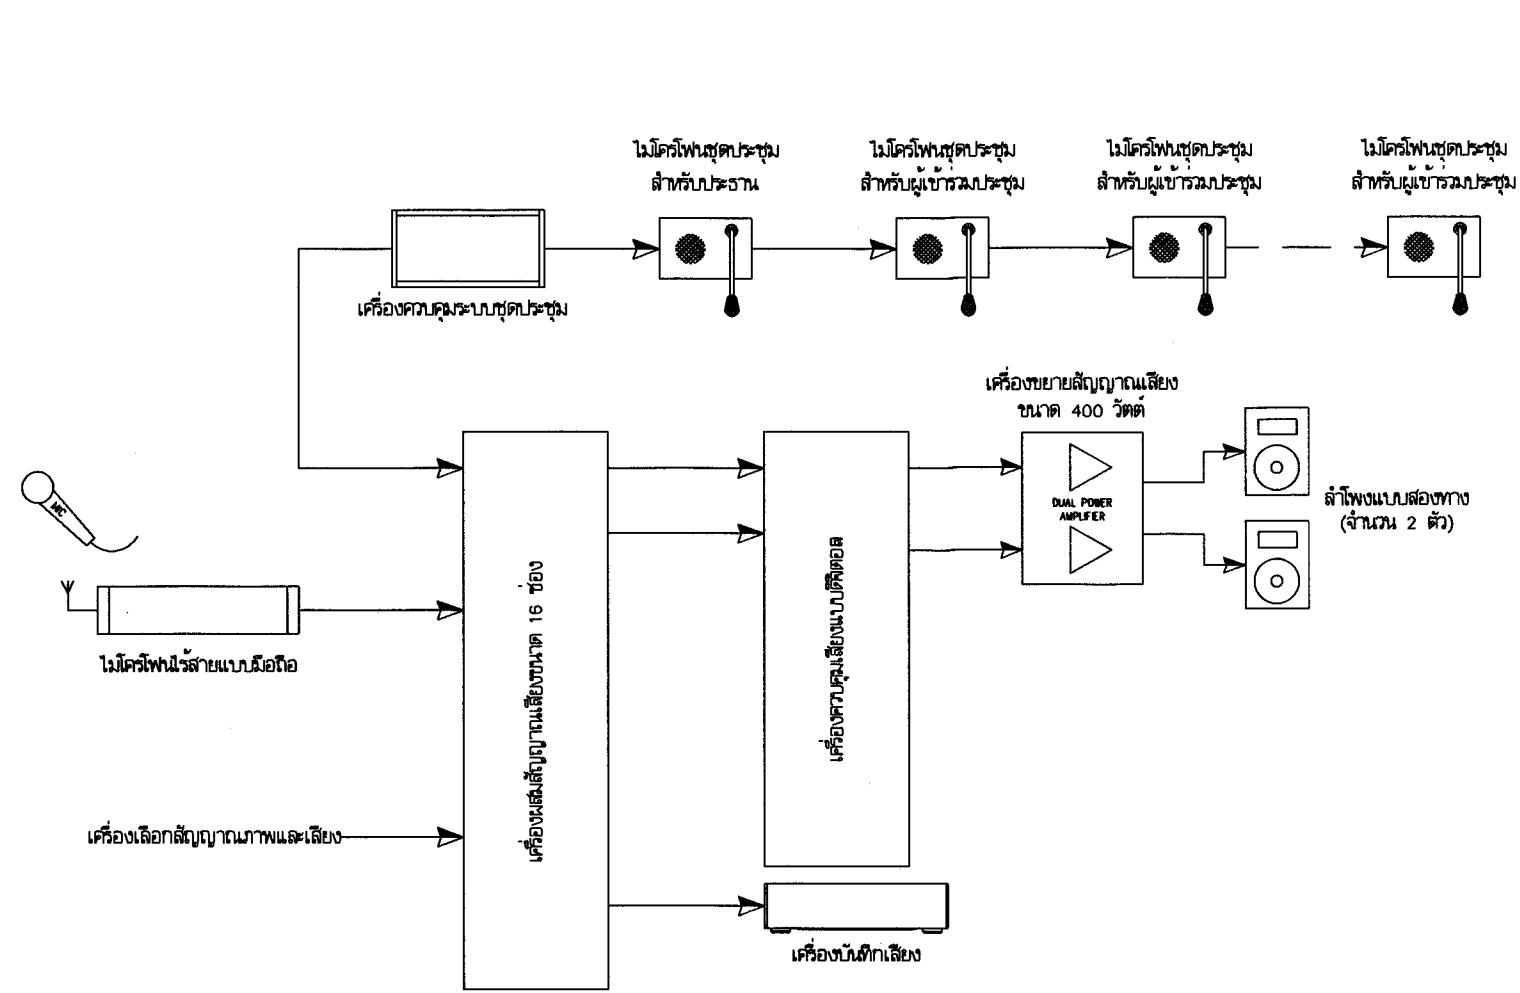 ไมโครโฟนชุดประชุม
สำหรับประธาน
ไมโครโฟนชุดประชุม
สำหรับผู้เข้าร่วมประชุม
ไมโครโฟนชุดประชุม
สำหรับผู้เข้าร่วมประชุม
ไมโครโฟนชุดประชุม
สำหรับผู้เข้าร่วมประชุม
เครื่องควบคุมระบบชุดประชุม
เครื่องขยายสัญญาณเสียง
ขนาด 400 วัตต์
MIC
DUAL POWER
AMPLIFIER
ลำโพงแบบสองทาง
(จำนวน 2 ตัว)
ไมโครโฟนไร้สายแบบมือถือ
เครื่องผสมสัญญาณเสียงขนาด 16 ช่อง
เครื่องควบคุมเสียงแบบดิจิตอล
เครื่องเลือกสัญญาณภาพและเสียง
เครื่องบันทึกเสียง